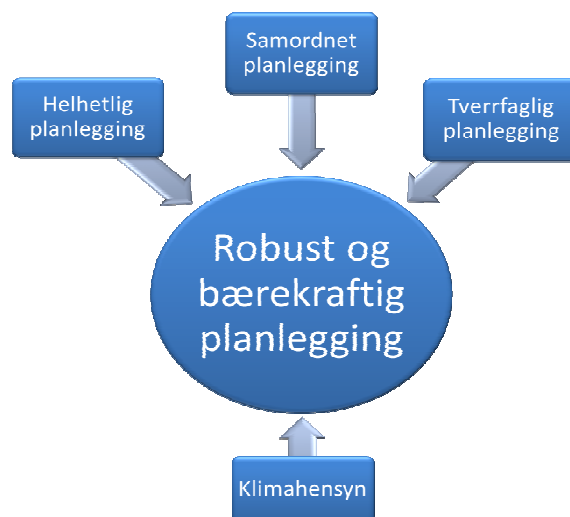 Samordnet
planlegging
Helhetlig
planlegging
Tverrfaglig
planlegging
Robust og
bærekraftig
planlegging
Klimahensyn